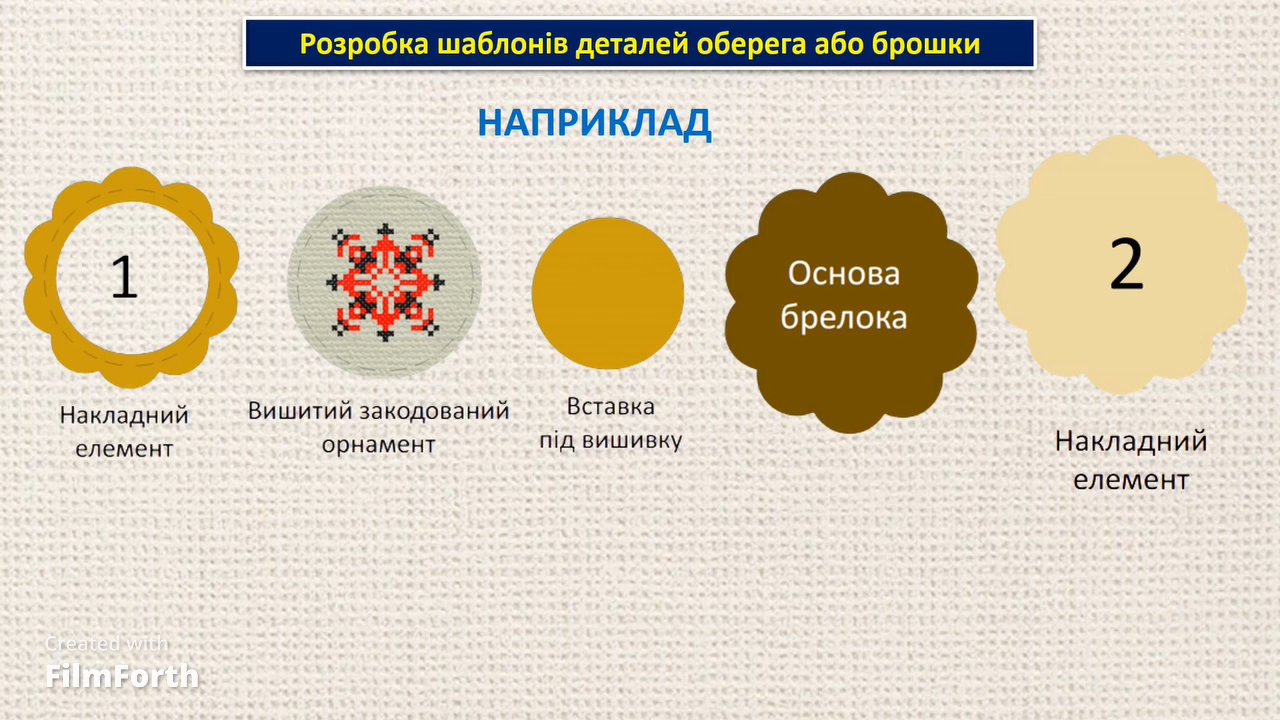 Розробка шаблонів деталей оберега або брошки
НАПРИКЛАД
1
Накладний
елемент
Вишитий закодований
орнамент
Вставка
під вишивку
Основа
брелока
2
Накладний
елемент
Created with
FilmForth